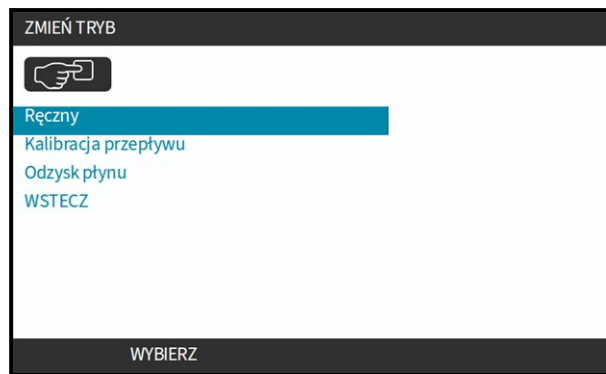 ZMIEŃ TRYB
Ręczny
Kalibracja przepływu
Odzysk płynu
WSTECZ
WYBIERZ